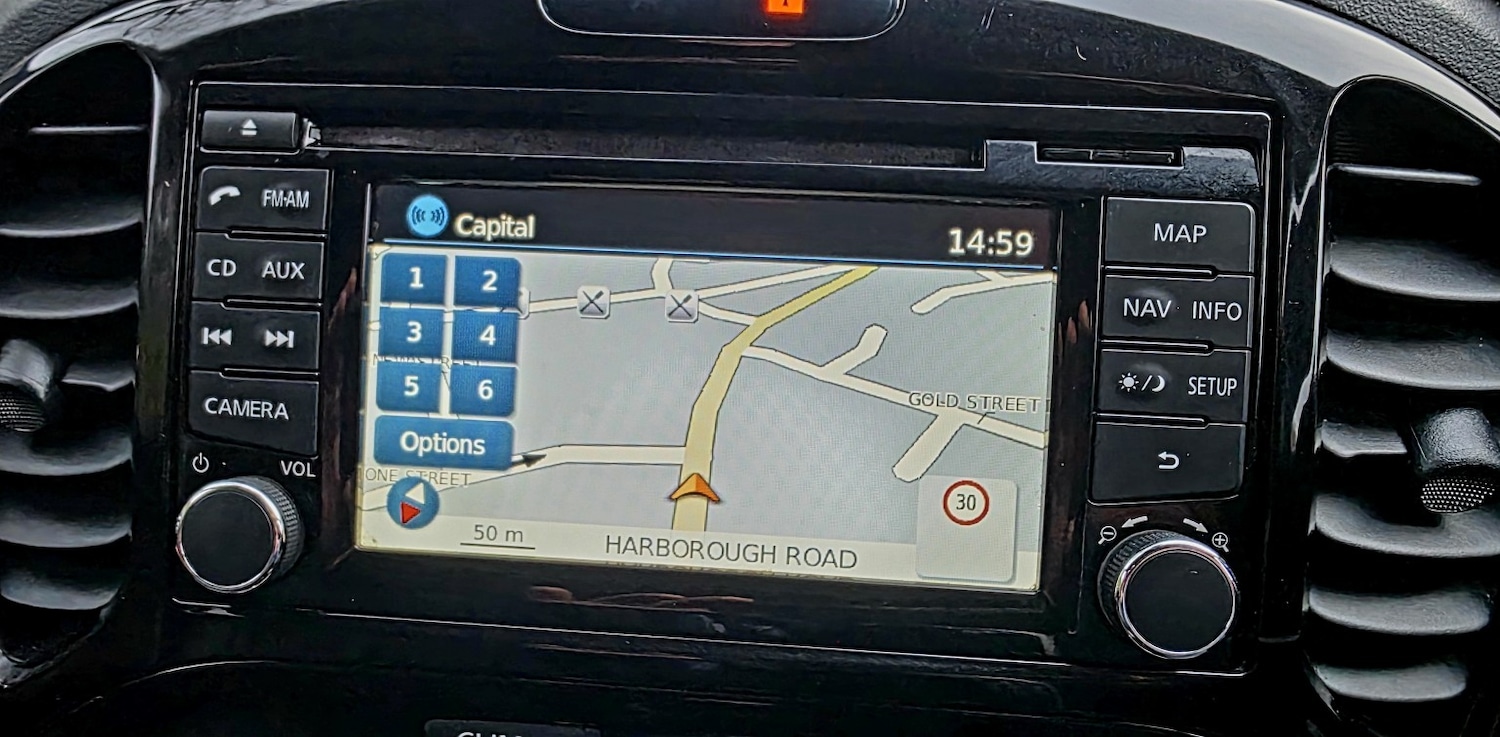 FM·AM
CD AUX
CAMERA
VOL
Capital
14:59
1 2
3 4
5 6
Options
GOLD STREET
ONE STREET
30
50 m
HARBOROUGH ROAD
MAP
NAV INFO
SETUP